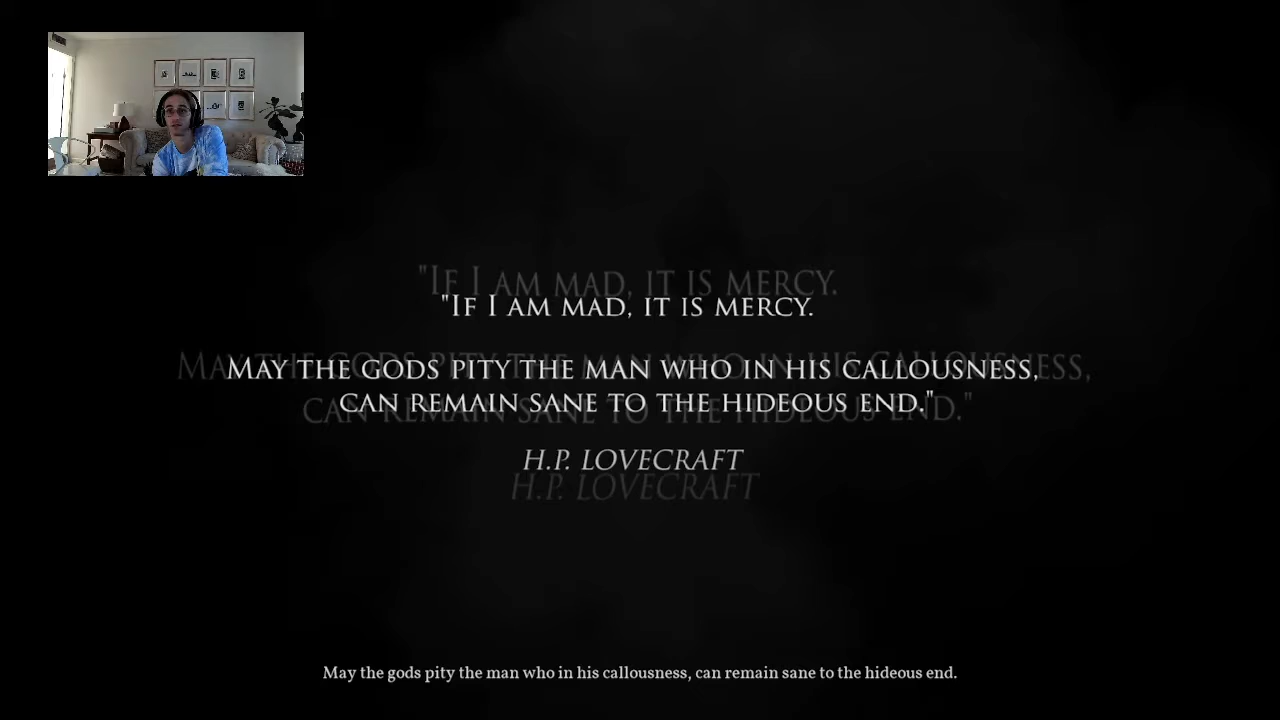 "If I am mad, it is mercy.
May the gods pity the man who in his callousness,
can remain sane to the hideous end."
H.P. Lovecraft
May the gods pity the man who in his callousness, can remain sane to the hideous end.